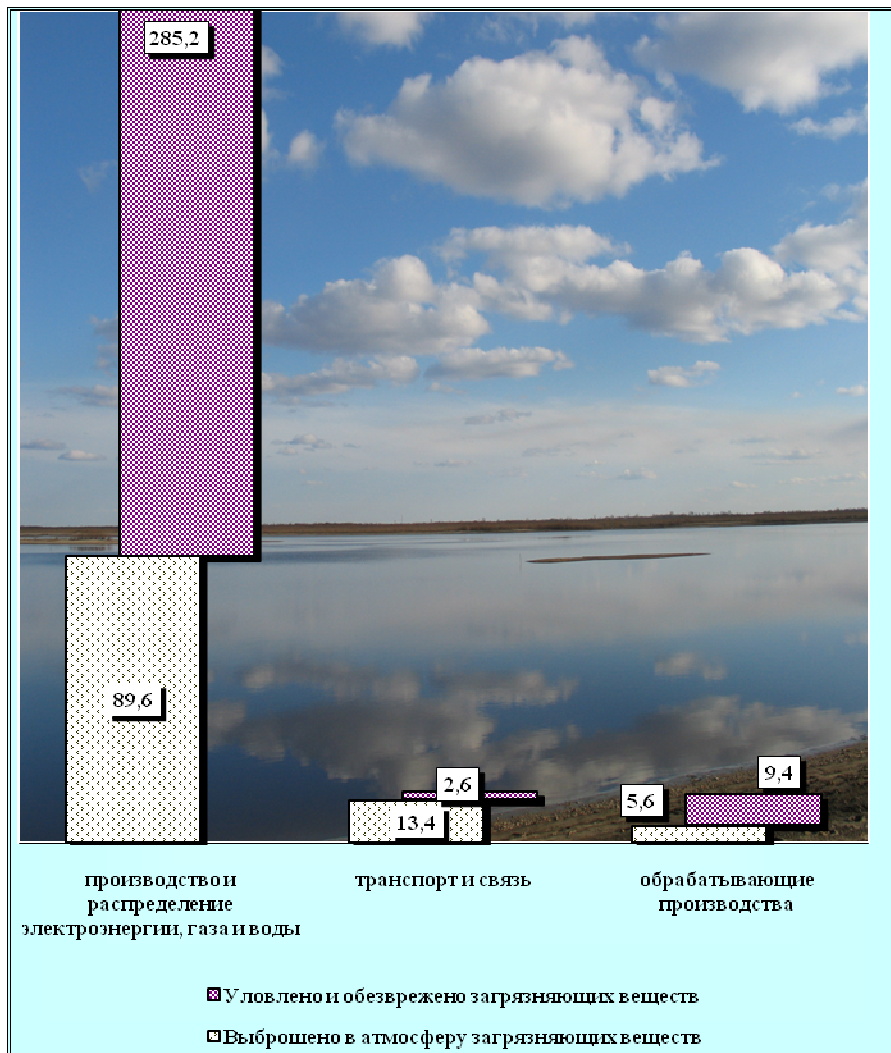 285,2
89,6
2,6
13,4
5,6
9,4
производство и
распределение
электроэнергии, газа и воды
транспорт и связь
обрабатывающие
производства
Уловлено и обезврежено загрязняющих веществ
Выброшено в атмосферу загрязняющих веществ